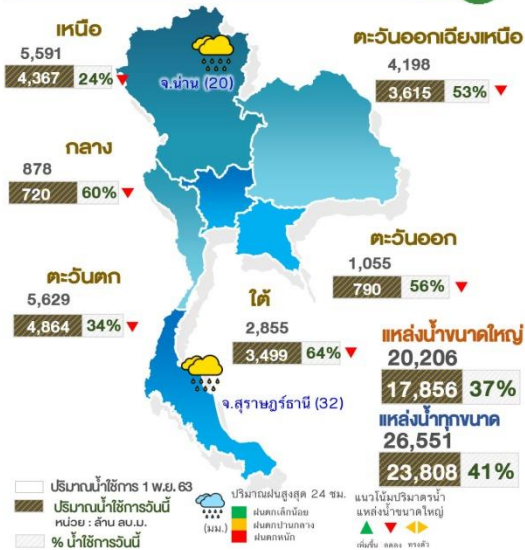 เหนือ
5,591
4,367 24%
จ.น่าน (20)
ตะวันออกเฉียงเหนือ
4,198
3,615 53%
กลาง
878
720 60%
ตะวันออก
1,055
790 56%
ตะวันตก
5,629
4,864 34%
ใต้
2,855
3,499 64%
จ.สุราษฎร์ธานี (32)
แหล่งน้ำขนาดใหญ่
20,206
17,856 37%
แหล่งน้ำทุกขนาด
26,551
23,808 41%
ปริมาณน้ำใช้การ 1 พ.ย. 63
ปริมาณน้ำใช้การวันนี้
หน่วย : ล้าน ลบ.ม.
% น้ำใช้การวันนี้
ปริมาณฝนสูงสุด 24 ชม.
(มม.)
ฝนตกเล็กน้อย
ฝนตกปานกลาง
ฝนตกหนัก
แนวโน้มปริมาตรน้ำ
แหล่งน้ำขนาดใหญ่
เพิ่มขึ้น ลดลง ทรงตัว